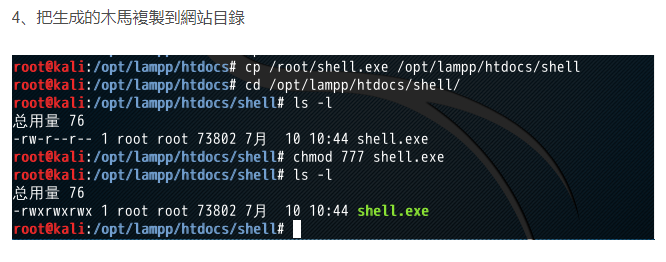 4、把生成的木馬複製到網站目錄
root@kali:/opt/lampp/htdocs# cp /root/shell.exe /opt/lampp/htdocs/shell
root@kali:/opt/lampp/htdocs# cd /opt/lampp/htdocs/shell/
root@kali:/opt/lampp/htdocs/shell# ls -l
总用量 76
-rw-r--r-- 1 root root 73802 7月  10 10:44 shell.exe
root@kali:/opt/lampp/htdocs/shell# chmod 777 shell.exe
root@kali:/opt/lampp/htdocs/shell# ls -l
总用量 76
-rwxrwxrwx 1 root root 73802 7月  10 10:44 shell.exe
root@kali:/opt/lampp/htdocs/shell#